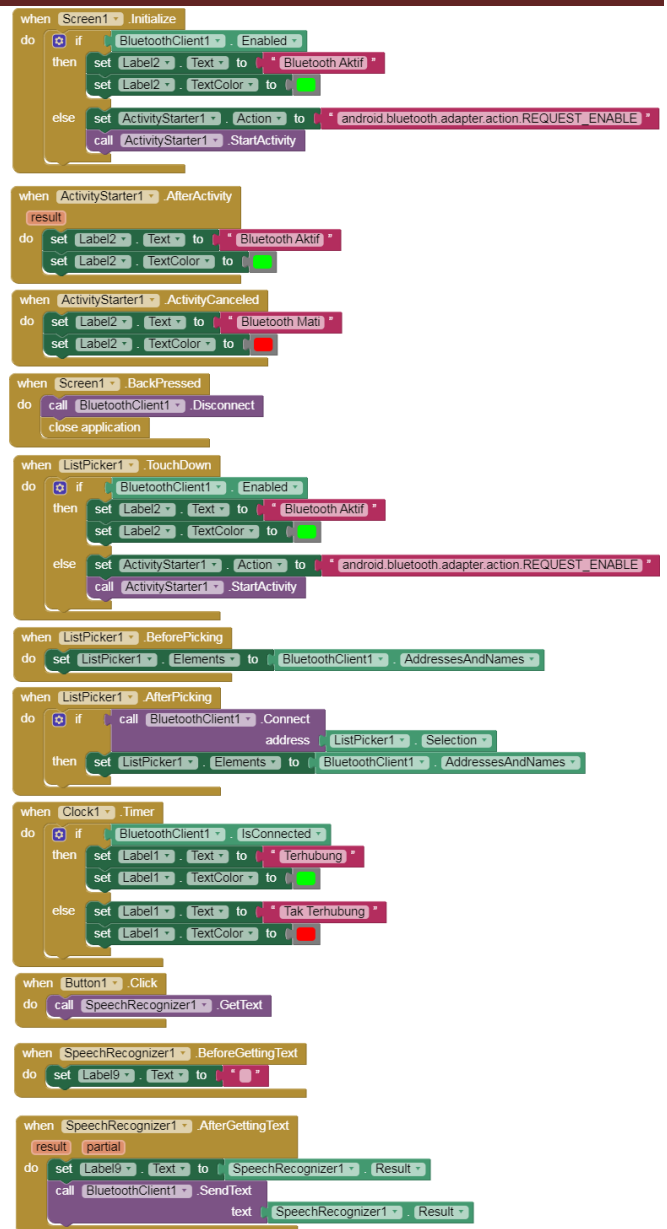 when Screen1 .Initialize
do if BluetoothClient1 . Enabled
then set Label2 . Text to " Bluetooth Aktif "
set Label2 . TextColor to
else set ActivityStarter1 . Action to " android.bluetooth.adapter.action.REQUEST_ENABLE "
call ActivityStarter1 .StartActivity
when ActivityStarter1 .AfterActivity
result
do set Label2 . Text to " Bluetooth Aktif "
set Label2 . TextColor to
when ActivityStarter1 .ActivityCanceled
do set Label2 . Text to " Bluetooth Mati "
set Label2 . TextColor to
when Screen1 .BackPressed
do call BluetoothClient1 .Disconnect
close application
when ListPicker1 .TouchDown
do if BluetoothClient1 . Enabled
then set Label2 . Text to " Bluetooth Aktif "
set Label2 . TextColor to
else set ActivityStarter1 . Action to " android.bluetooth.adapter.action.REQUEST_ENABLE "
call ActivityStarter1 .StartActivity
when ListPicker1 .BeforePicking
do set ListPicker1 . Elements to BluetoothClient1 . AddressesAndNames
when ListPicker1 .AfterPicking
do if call BluetoothClient1 .Connect
address ListPicker1 . Selection
then set ListPicker1 . Elements to BluetoothClient1 . AddressesAndNames
when Clock1 .Timer
do if BluetoothClient1 . IsConnected
then set Label1 . Text to " Terhubung "
set Label1 . TextColor to
else set Label1 . Text to " Tak Terhubung "
set Label1 . TextColor to
when Button1 .Click
do call SpeechRecognizer1 .GetText
when SpeechRecognizer1 .BeforeGettingText
do set Label9 . Text to " "
when SpeechRecognizer1 .AfterGettingText
result partial
do set Label9 . Text to SpeechRecognizer1 . Result
call BluetoothClient1 .SendText
text SpeechRecognizer1 . Result